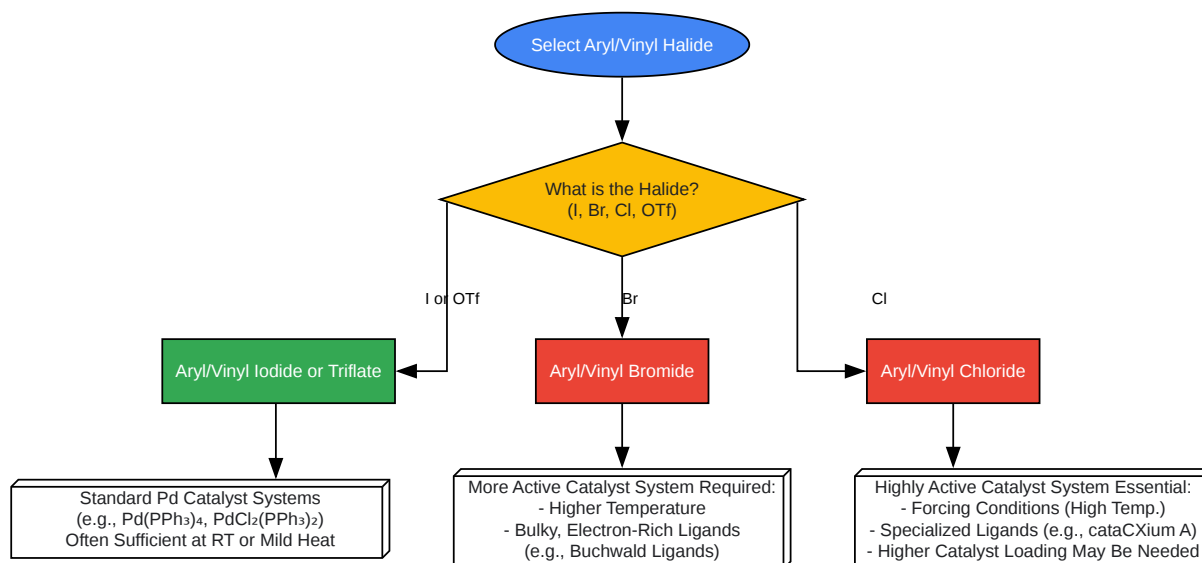 Select Aryl/Vinyl Halide
What is the Halide?
(I, Br, Cl, OTf)
I or OTf
Br
Cl
Aryl/Vinyl Iodide or Triflate
Aryl/Vinyl Bromide
Aryl/Vinyl Chloride
Standard Pd Catalyst Systems
(e.g., Pd(PPh₃)₄, PdCl₂(PPh₃)₂)
Often Sufficient at RT or Mild Heat
More Active Catalyst System Required:
- Higher Temperature
- Bulky, Electron-Rich Ligands
(e.g., Buchwald Ligands)
Highly Active Catalyst System Essential:
- Forcing Conditions (High Temp.)
- Specialized Ligands (e.g., cataCXium A)
- Higher Catalyst Loading May Be Needed